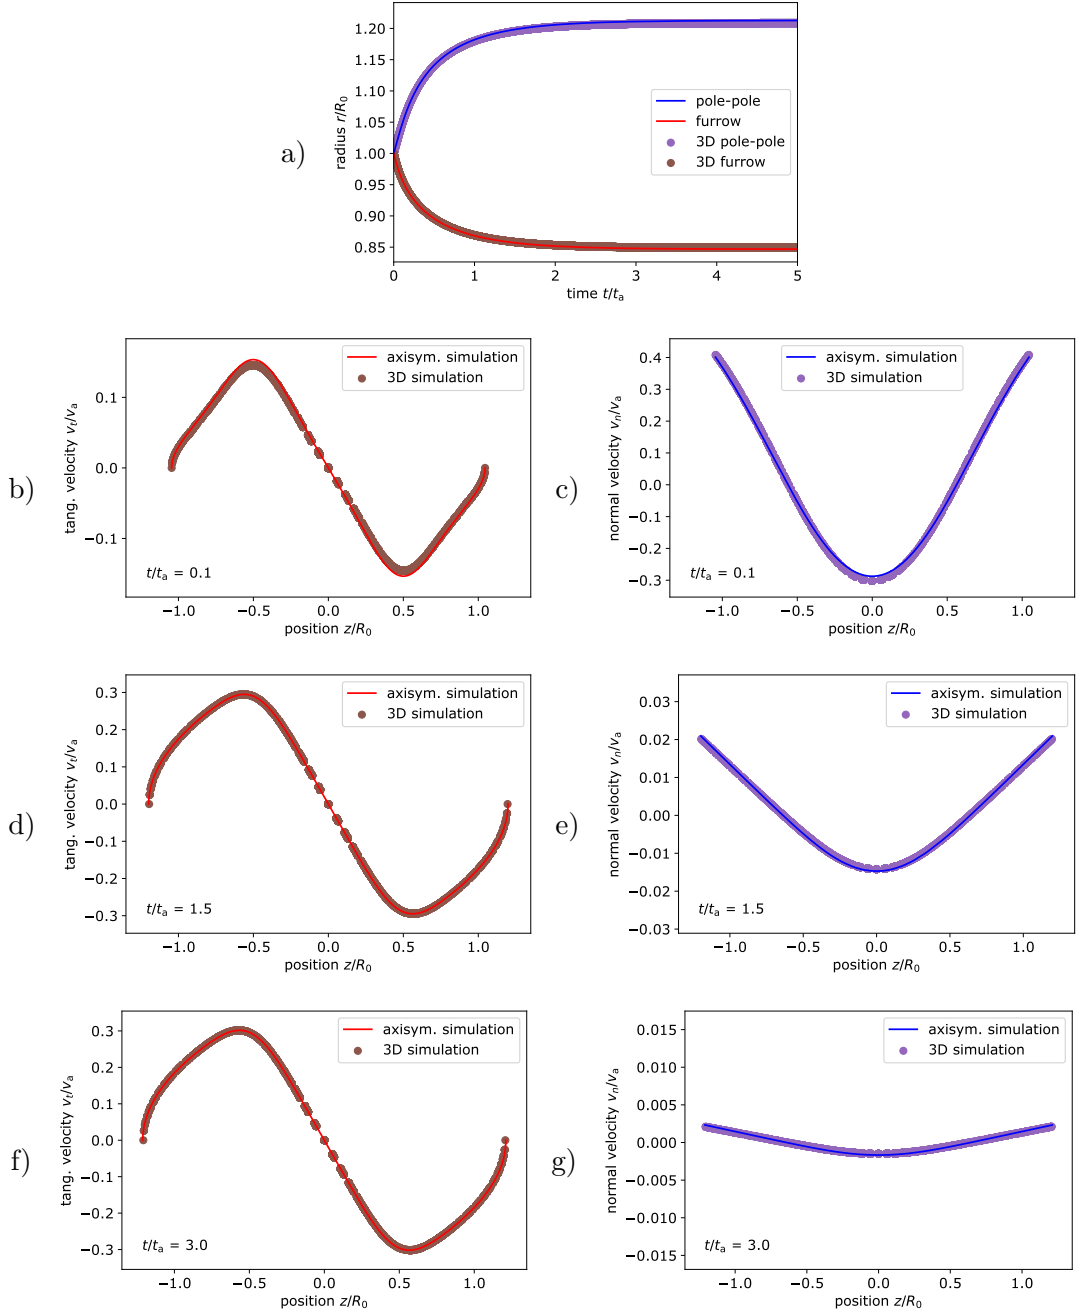 a)
radius r/R₀
1.20
1.15
1.10
1.05
1.00
0.95
0.90
0.85
pole-pole
furrow
3D pole-pole
3D furrow
0 1 2 3 4 5
time t/tₐ
b)
tang. velocity vₜ/vₐ
0.1
0.0
−0.1
axisym. simulation
3D simulation
t/tₐ = 0.1
−1.0 −0.5 0.0 0.5 1.0
position z/R₀
c)
normal velocity vₙ/vₐ
0.4
0.3
0.2
0.1
0.0
−0.1
−0.2
−0.3
axisym. simulation
3D simulation
t/tₐ = 0.1
−1.0 −0.5 0.0 0.5 1.0
position z/R₀
d)
tang. velocity vₜ/vₐ
0.3
0.2
0.1
0.0
−0.1
−0.2
−0.3
axisym. simulation
3D simulation
t/tₐ = 1.5
−1.0 −0.5 0.0 0.5 1.0
position z/R₀
e)
normal velocity vₙ/vₐ
0.03
0.02
0.01
0.00
−0.01
−0.02
−0.03
axisym. simulation
3D simulation
t/tₐ = 1.5
−1.0 −0.5 0.0 0.5 1.0
position z/R₀
f)
tang. velocity vₜ/vₐ
0.3
0.2
0.1
0.0
−0.1
−0.2
−0.3
axisym. simulation
3D simulation
t/tₐ = 3.0
−1.0 −0.5 0.0 0.5 1.0
position z/R₀
g)
normal velocity vₙ/vₐ
0.015
0.010
0.005
0.000
−0.005
−0.010
−0.015
axisym. simulation
3D simulation
t/tₐ = 3.0
−1.0 −0.5 0.0 0.5 1.0
position z/R₀